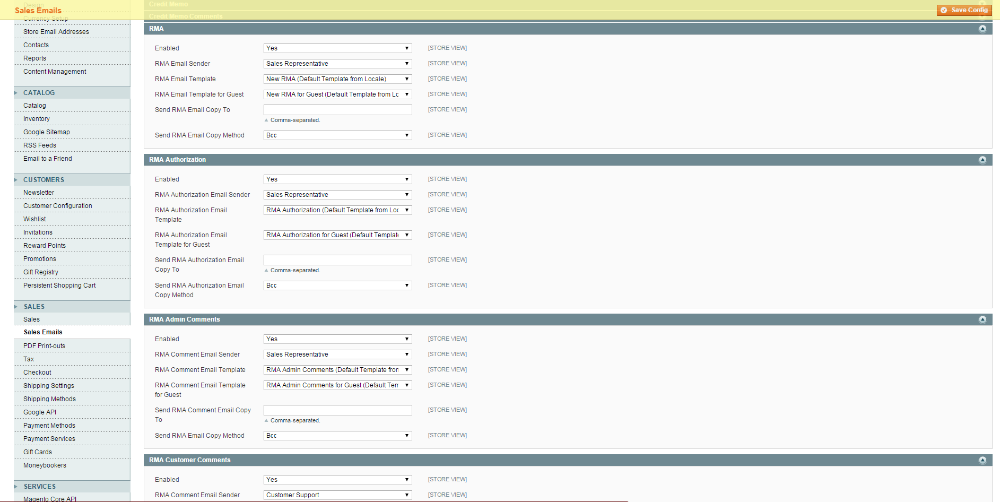 Sales Emails
Save Config
Currency Setup
Store Email Addresses
Contacts
Reports
Content Management
CATALOG
Catalog
Inventory
Google Sitemap
RSS Feeds
Email to a Friend
CUSTOMERS
Newsletter
Customer Configuration
Wishlist
Invitations
Reward Points
Promotions
Gift Registry
Persistent Shopping Cart
SALES
Sales
Sales Emails
PDF Print-outs
Tax
Checkout
Shipping Settings
Shipping Methods
Google API
Payment Methods
Payment Services
Gift Cards
Moneybookers
SERVICES
Magento Core API
Credit Memo
Credit Memo Comments
RMA
Enabled Yes [STORE VIEW]
RMA Email Sender Sales Representative [STORE VIEW]
RMA Email Template New RMA (Default Template from Locale) [STORE VIEW]
RMA Email Template for Guest New RMA for Guest (Default Template from Lc [STORE VIEW]
Send RMA Email Copy To [STORE VIEW]
Comma-separated.
Send RMA Email Copy Method Bcc [STORE VIEW]
RMA Authorization
Enabled Yes [STORE VIEW]
RMA Authorization Email Sender Sales Representative [STORE VIEW]
RMA Authorization Email RMA Authorization (Default Template from Loc [STORE VIEW]
Template
RMA Authorization Email RMA Authorization for Guest (Default Template [STORE VIEW]
Template for Guest
Send RMA Authorization Email [STORE VIEW]
Copy To Comma-separated.
Send RMA Authorization Email Bcc [STORE VIEW]
Copy Method
RMA Admin Comments
Enabled Yes [STORE VIEW]
RMA Comment Email Sender Sales Representative [STORE VIEW]
RMA Comment Email Template RMA Admin Comments (Default Template fror [STORE VIEW]
RMA Comment Email Template RMA Admin Comments for Guest (Default Ten [STORE VIEW]
for Guest
Send RMA Comment Email Copy [STORE VIEW]
To Comma-separated.
Send RMA Email Copy Method Bcc [STORE VIEW]
RMA Customer Comments
Enabled Yes [STORE VIEW]
RMA Comment Email Sender Customer Support [STORE VIEW]